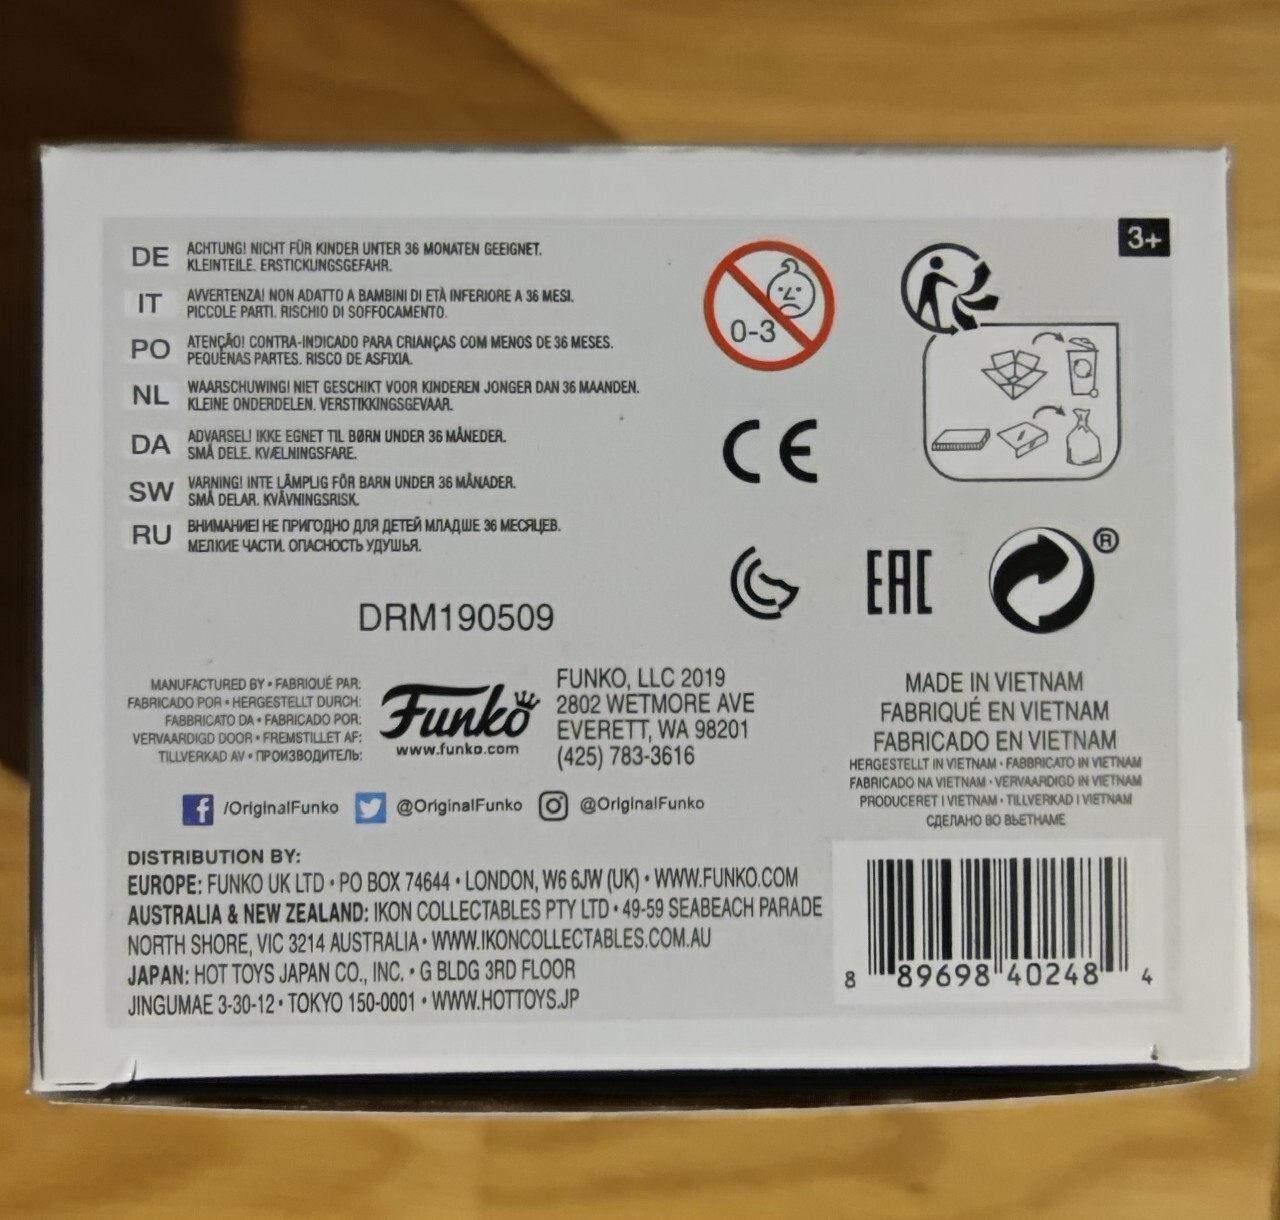 3+
DE ACHTUNG! NICHT FÜR KINDER UNTER 36 MONATEN GEEIGNET.
KLEINTEILE. ERSTICKUNGSGEFAHR.
IT AVVERTENZA! NON ADATTO A BAMBINI DI ETÀ INFERIORE A 36 MESI.
PICCOLE PARTI. RISCHIO DI SOFFOCAMENTO.
PO ATENÇÃO! CONTRA-INDICADO PARA CRIANÇAS COM MENOS DE 36 MESES.
PEQUENAS PARTES. RISCO DE ASFIXIA.
NL WAARSCHUWING! NIET GESCHIKT VOOR KINDEREN JONGER DAN 36 MAANDEN.
KLEINE ONDERDELEN. VERSTIKKINGSGEVAAR.
DA ADVARSEL! IKKE EGNET TIL BØRN UNDER 36 MÅNEDER.
SMÅ DELE. KVÆLNINGSFARE.
SW VARNING! INTE LÄMPLIG FÖR BARN UNDER 36 MÅNADER.
SMÅ DELAR. KVÄVNINGSRISK.
RU ВНИМАНИЕ! НЕ ПРИГОДНО ДЛЯ ДЕТЕЙ МЛАДШЕ 36 МЕСЯЦЕВ.
МЕЛКИЕ ЧАСТИ. ОПАСНОСТЬ УДУШЬЯ.
0-3
CE
EAC
®
DRM190509
MANUFACTURED BY • FABRIQUÉ PAR:
FABRICADO POR • HERGESTELLT DURCH:
FABBRICATO DA • FABRICADO POR:
VERVAARDIGD DOOR • FREMSTILLET AF:
TILLVERKAD AV • ПРОИЗВОДИТЕЛЬ:
Funko
www.funko.com
FUNKO, LLC 2019
2802 WETMORE AVE
EVERETT, WA 98201
(425) 783-3616
MADE IN VIETNAM
FABRIQUÉ EN VIETNAM
FABRICADO EN VIETNAM
HERGESTELLT IN VIETNAM • FABBRICATO IN VIETNAM
FABRICADO NA VIETNAM • VERVAARDIGD IN VIETNAM
PRODUCERET I VIETNAM • TILLVERKAD I VIETNAM
СДЕЛАНО ВО ВЬЕТНАМЕ
f /OriginalFunko @OriginalFunko @OriginalFunko
DISTRIBUTION BY:
EUROPE: FUNKO UK LTD • PO BOX 74644 • LONDON, W6 6JW (UK) • WWW.FUNKO.COM
AUSTRALIA & NEW ZEALAND: IKON COLLECTABLES PTY LTD • 49-59 SEABEACH PARADE
NORTH SHORE, VIC 3214 AUSTRALIA • WWW.IKONCOLLECTABLES.COM.AU
JAPAN: HOT TOYS JAPAN CO., INC. • G BLDG 3RD FLOOR
JINGUMAE 3-30-12 • TOKYO 150-0001 • WWW.HOTTOYS.JP
8 89698 40248 4